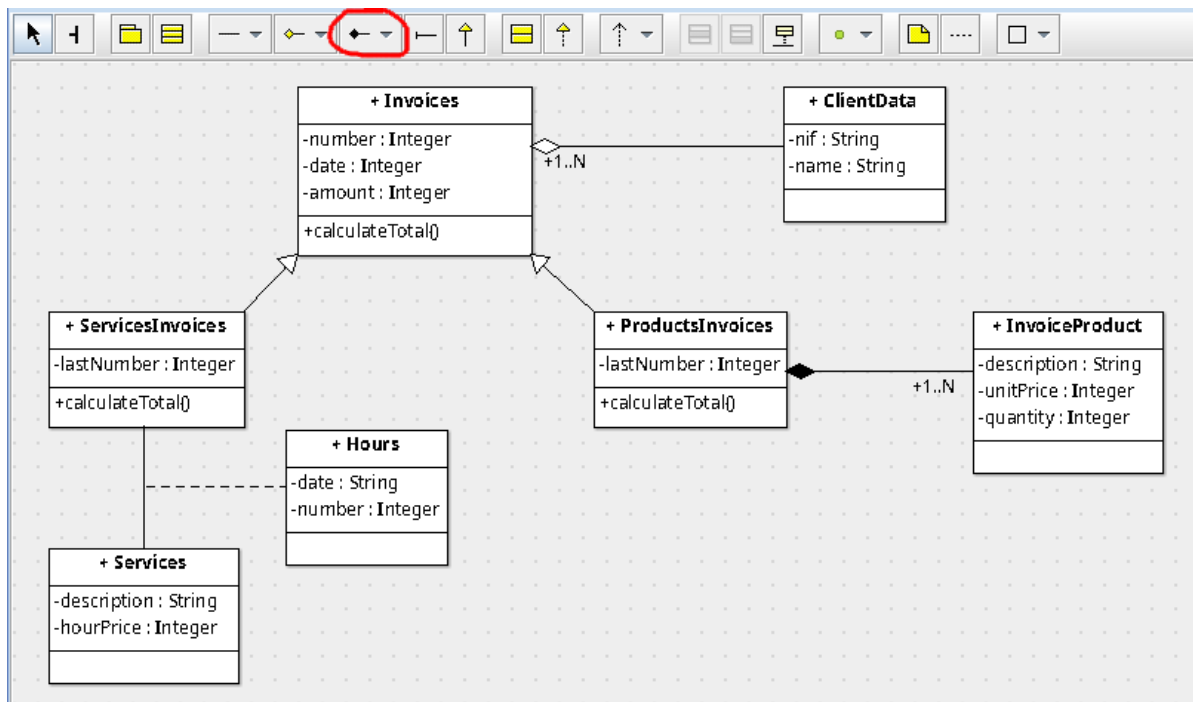 + Invoices
-number : Integer
-date : Integer
-amount : Integer
+calculateTotal()
+ ClientData
-nif : String
-name : String
+1..N
+ ServicesInvoices
-lastNumber : Integer
+calculateTotal()
+ ProductsInvoices
-lastNumber : Integer
+calculateTotal()
+ InvoiceProduct
-description : String
-unitPrice : Integer
-quantity : Integer
+1..N
+ Hours
-date : String
-number : Integer
+ Services
-description : String
-hourPrice : Integer